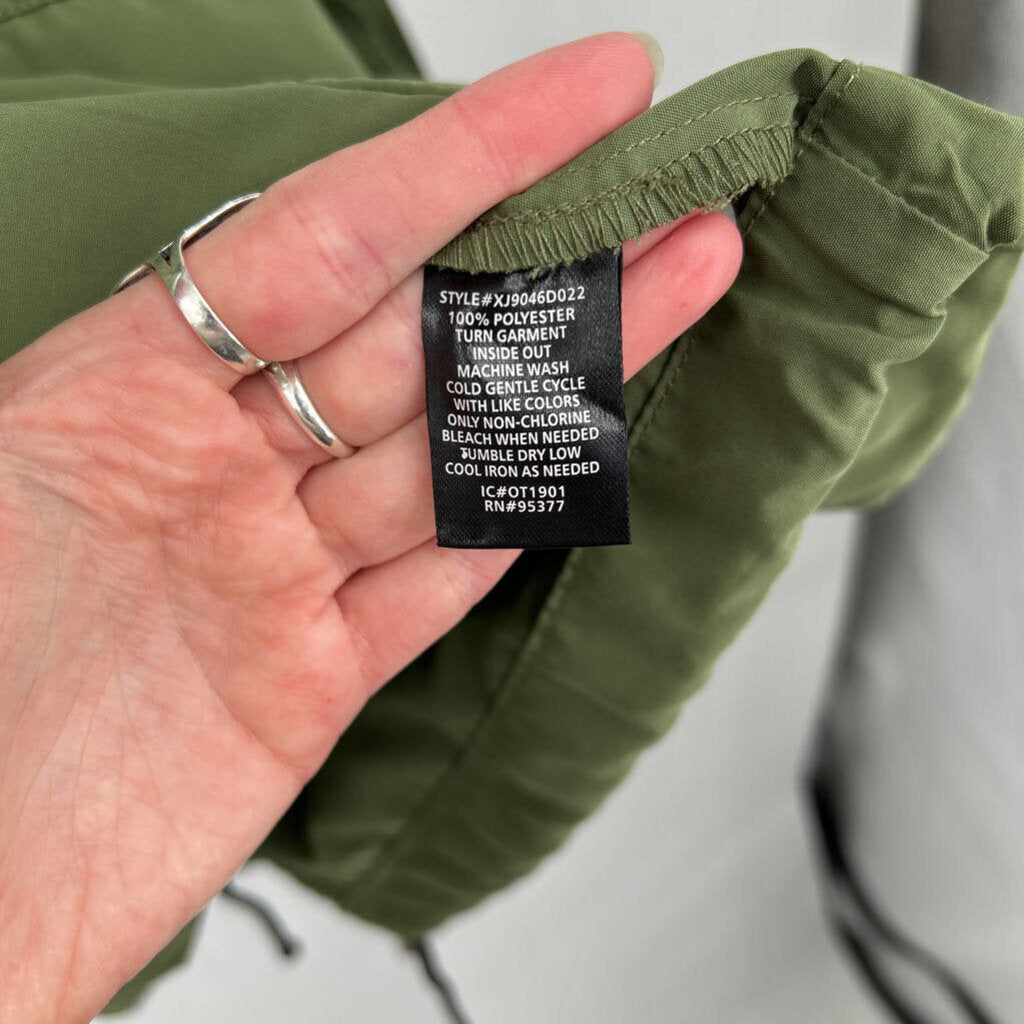 STYLE#XJ9046D022
100% POLYESTER
TURN GARMENT
INSIDE OUT
MACHINE WASH
COLD GENTLE CYCLE
WITH LIKE COLORS
ONLY NON-CHLORINE
BLEACH WHEN NEEDED
TUMBLE DRY LOW
COOL IRON AS NEEDED
IC#OT1901
RN#95377